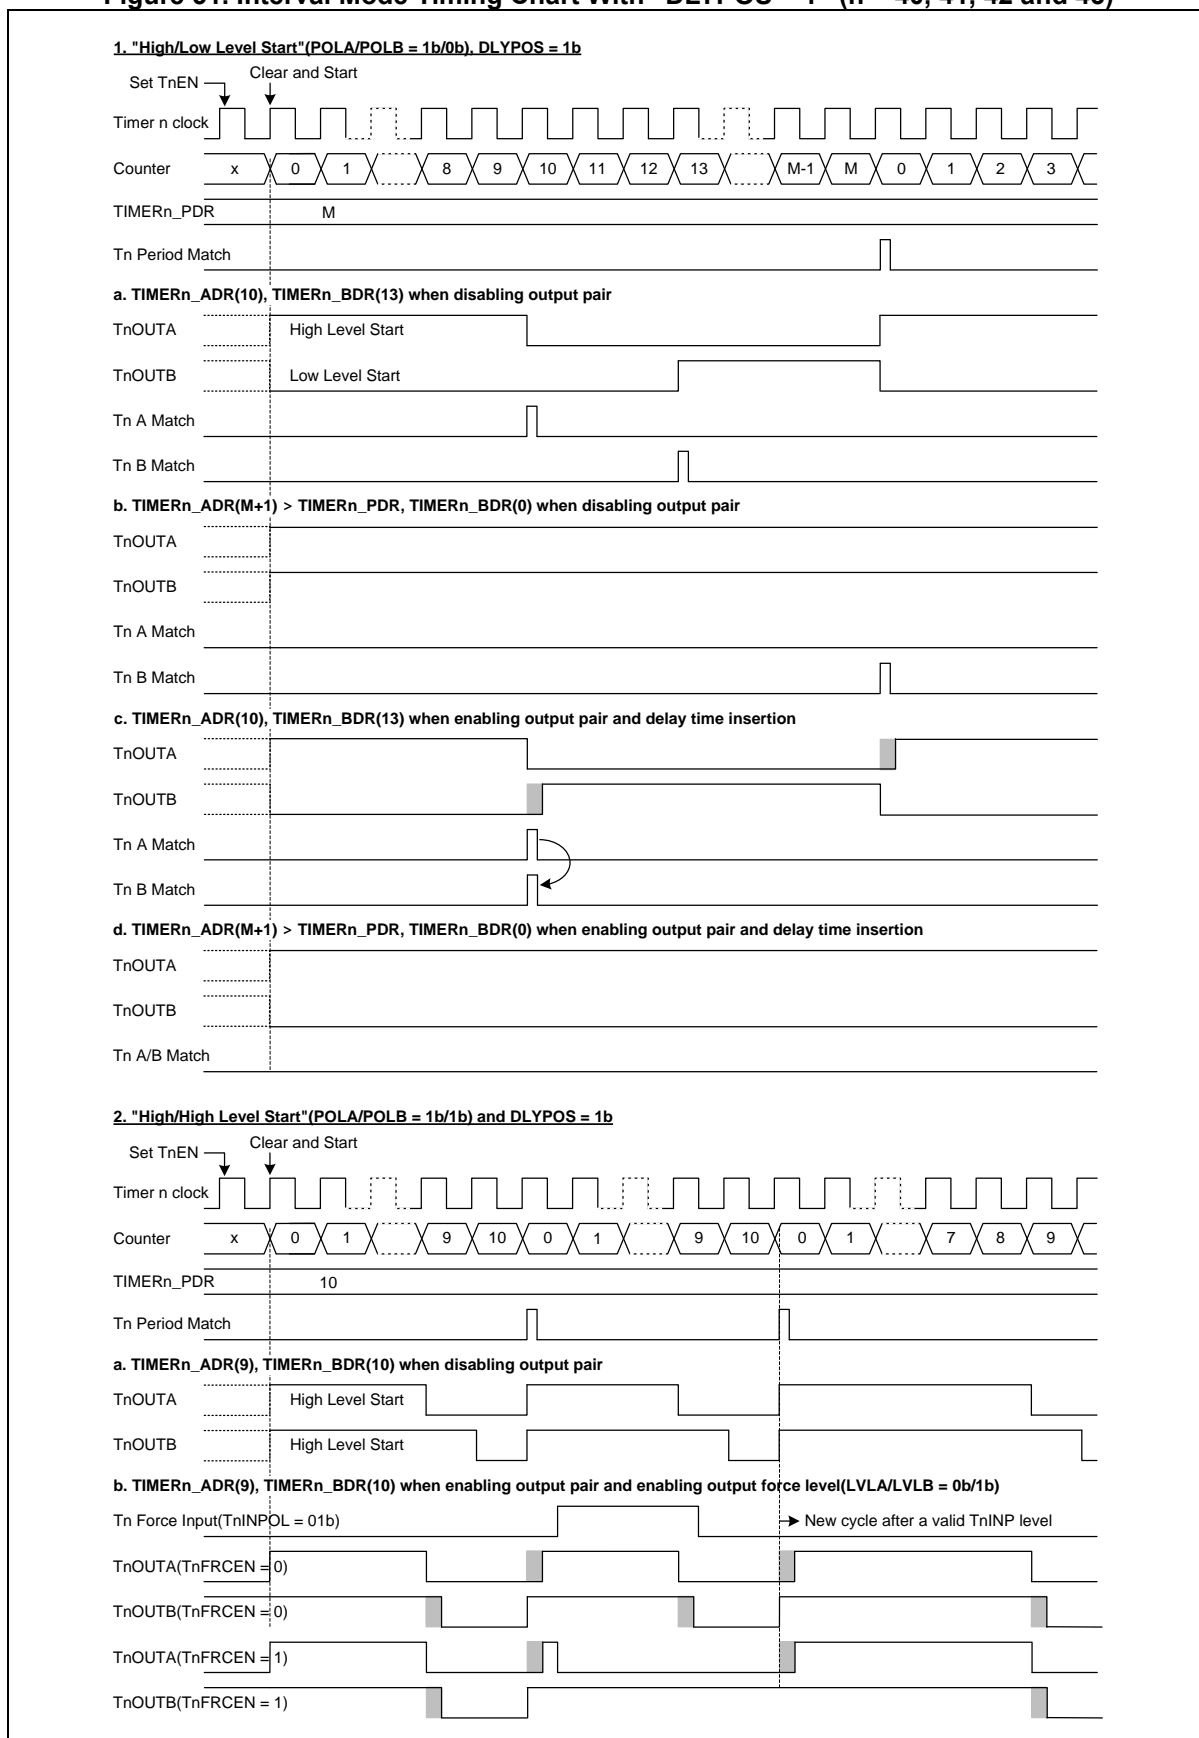 1. "High/Low Level Start"(POLA/POLB = 1b/0b), DLYPOS = 1b
Set TnEN
Clear and Start
Timer n clock
Counter x 0 1 8 9 10 11 12 13 M-1 M 0 1 2 3
TIMERn_PDR M
Tn Period Match
a. TIMERn_ADR(10), TIMERn_BDR(13) when disabling output pair
TnOUTA High Level Start
TnOUTB Low Level Start
Tn A Match
Tn B Match
b. TIMERn_ADR(M+1) > TIMERn_PDR, TIMERn_BDR(0) when disabling output pair
TnOUTA
TnOUTB
Tn A Match
Tn B Match
c. TIMERn_ADR(10), TIMERn_BDR(13) when enabling output pair and delay time insertion
TnOUTA
TnOUTB
Tn A Match
Tn B Match
d. TIMERn_ADR(M+1) > TIMERn_PDR, TIMERn_BDR(0) when enabling output pair and delay time insertion
TnOUTA
TnOUTB
Tn A/B Match
2. "High/High Level Start"(POLA/POLB = 1b/1b) and DLYPOS = 1b
Set TnEN
Clear and Start
Timer n clock
Counter x 0 1 9 10 0 1 9 10 0 1 7 8 9
TIMERn_PDR 10
Tn Period Match
a. TIMERn_ADR(9), TIMERn_BDR(10) when disabling output pair
TnOUTA High Level Start
TnOUTB High Level Start
b. TIMERn_ADR(9), TIMERn_BDR(10) when enabling output pair and enabling output force level(LVLA/LVLB = 0b/1b)
Tn Force Input(TnINPOL = 01b) New cycle after a valid TnINP level
TnOUTA(TnFRCEN = 0)
TnOUTB(TnFRCEN = 0)
TnOUTA(TnFRCEN = 1)
TnOUTB(TnFRCEN = 1)